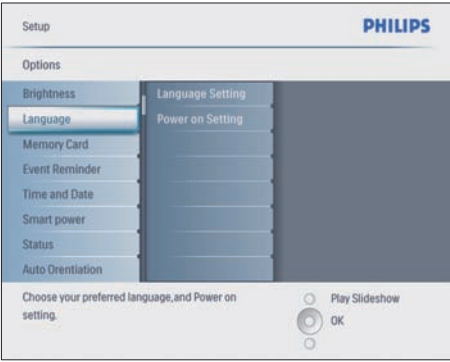 Setup
PHILIPS
Options
Brightness
Language
Memory Card
Event Reminder
Time and Date
Smart power
Status
Auto Orentiation
Language Setting
Power on Setting
Choose your preferred language,and Power on
setting.
Play Slideshow
OK